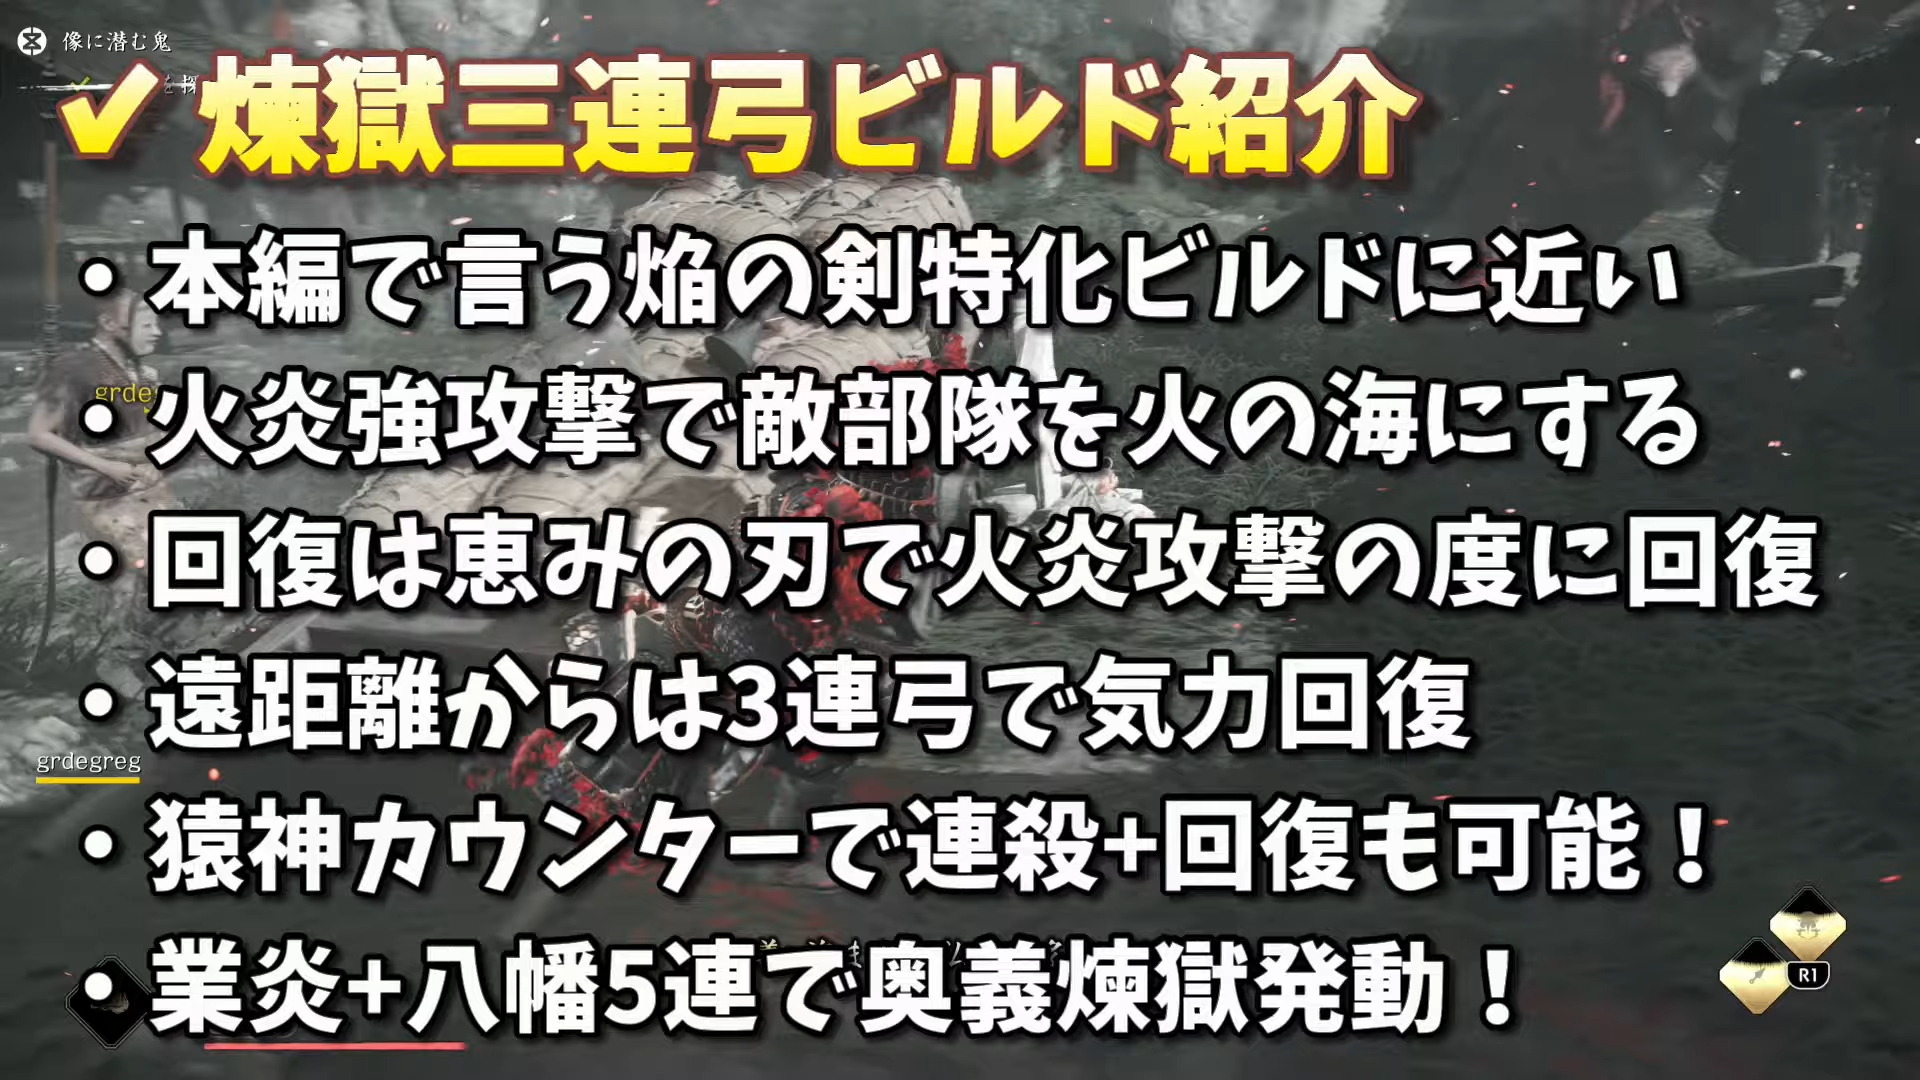 像に潜む鬼
✓ 煉獄三連弓ビルド紹介
・本編で言う焔の剣特化ビルドに近い
・火炎強攻撃で敵部隊を火の海にする
grde
・回復は恵みの刃で火炎攻撃の度に回復
・遠距離からは3連弓で気力回復
grdegreg
・猿神カウンターで連殺+回復も可能！
・業炎+八幡5連で奥義煉獄発動！
R1